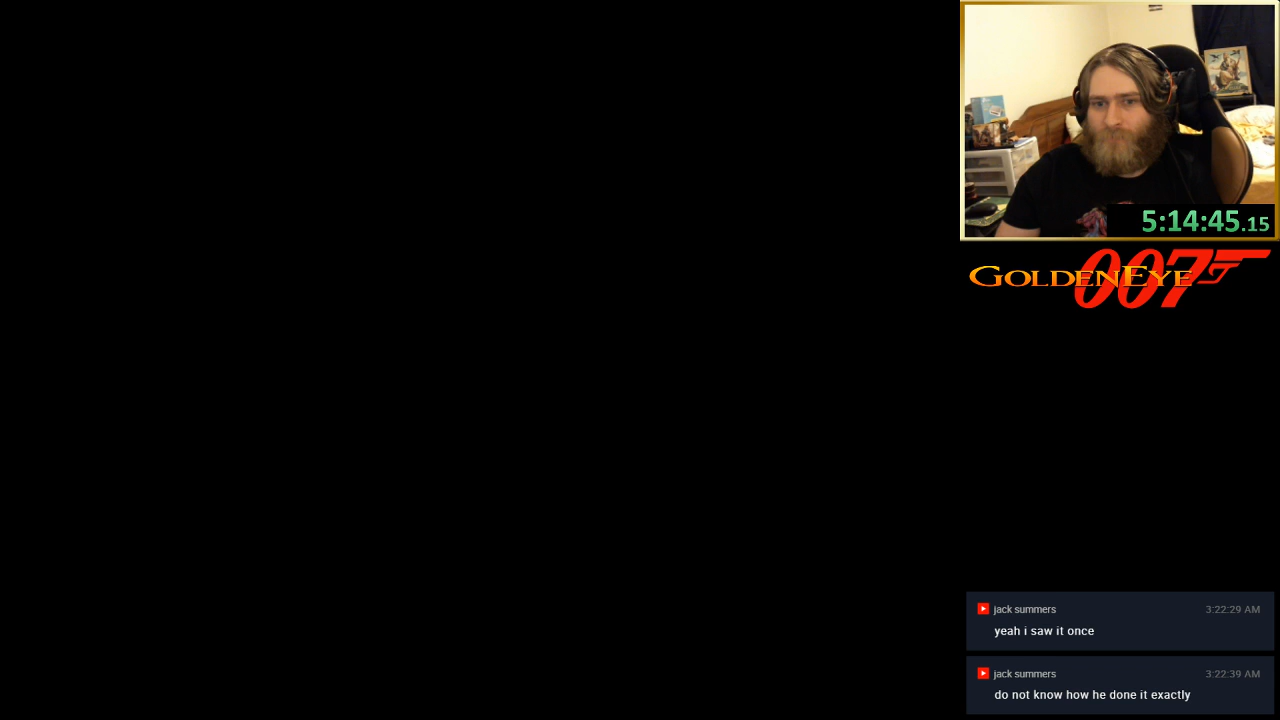 5:14:45.15
GOLDENEYE 007
jack summers 3:22:29 AM
yeah i saw it once
jack summers 3:22:39 AM
do not know how he done it exactly